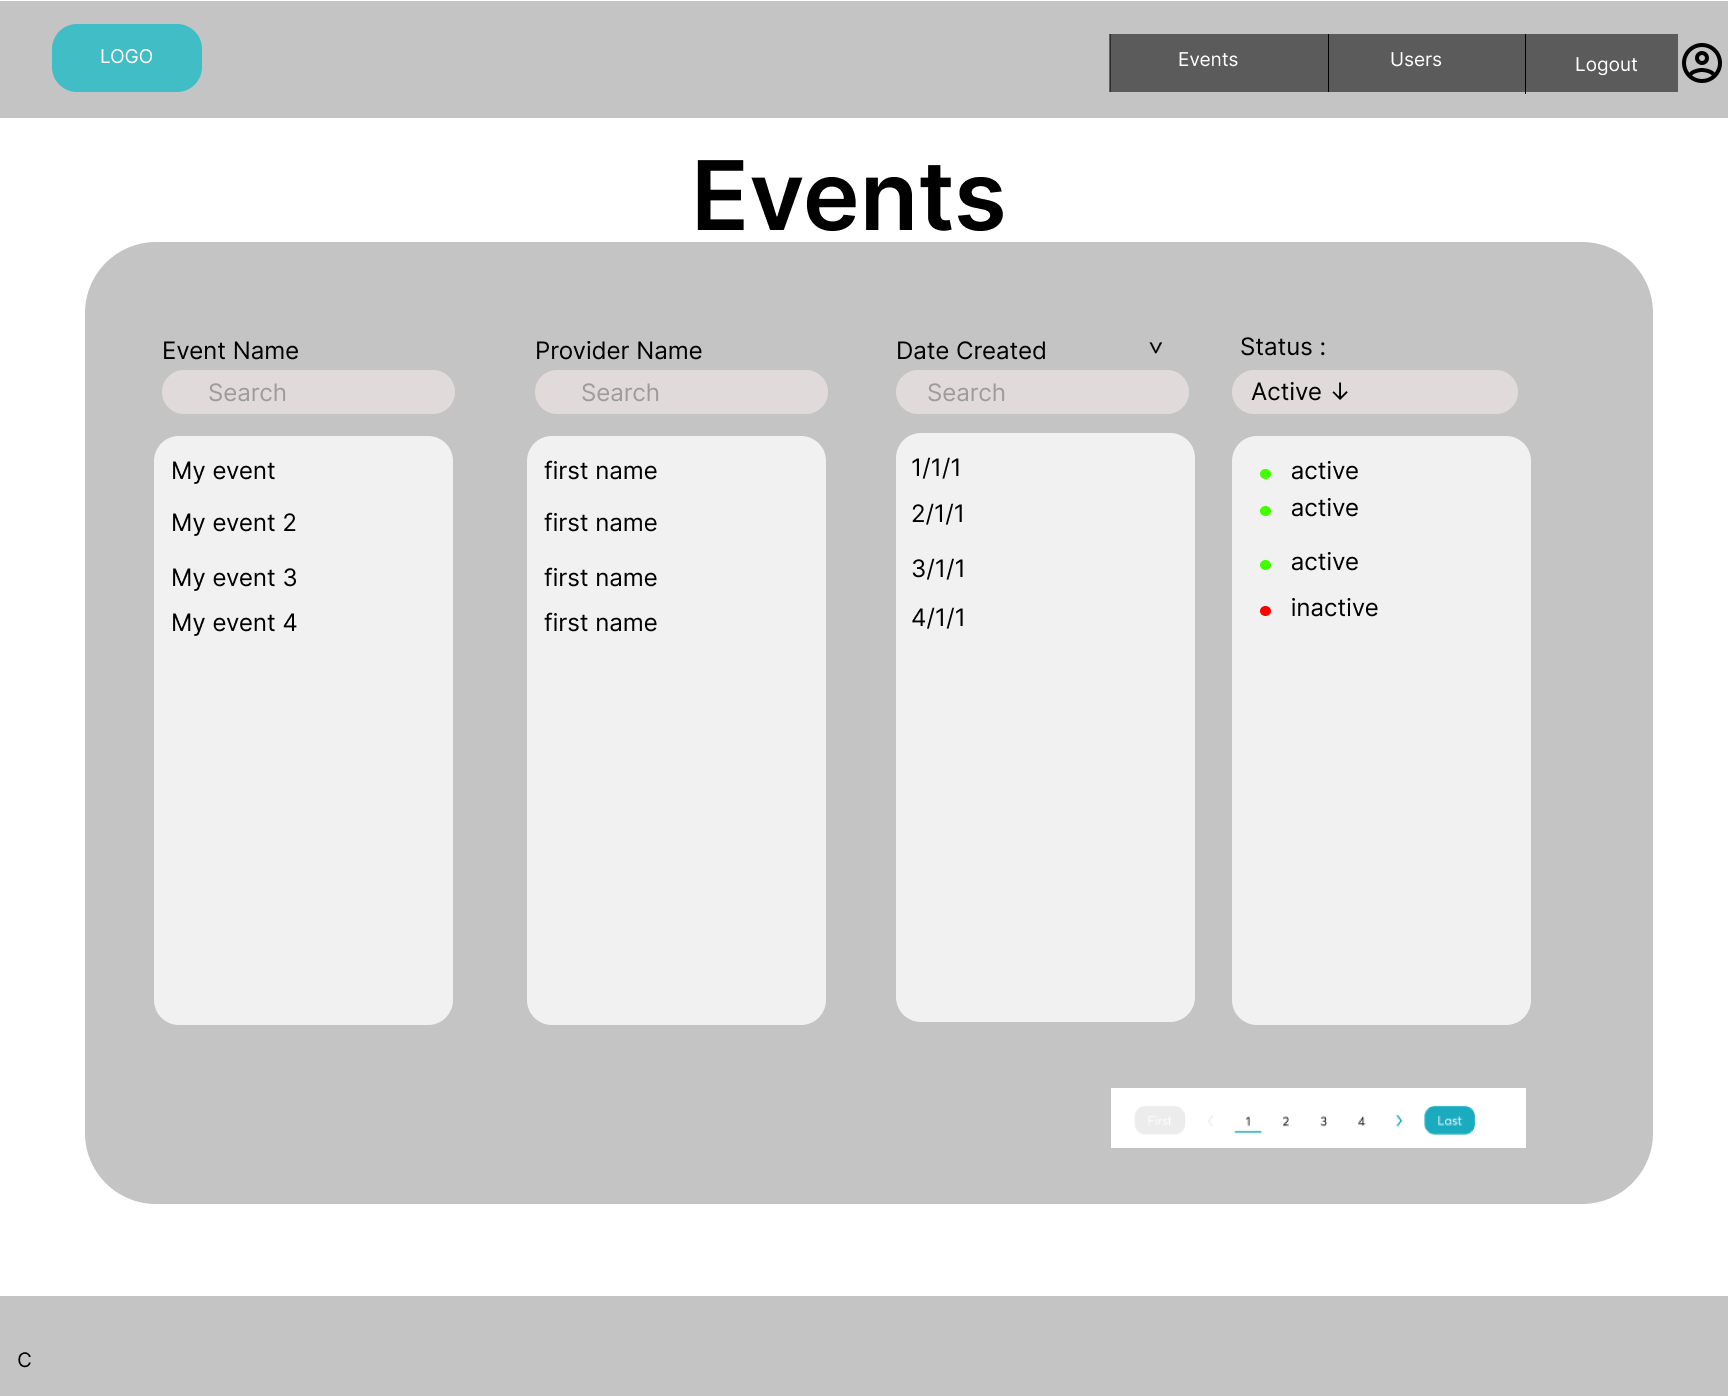 LOGO
Events
Users
Logout
Events
Event Name
Provider Name
Date Created
v
Status :
Search
Search
Search
Active ↓
My event
first name
1/1/1
active
My event 2
first name
2/1/1
active
My event 3
first name
3/1/1
active
My event 4
first name
4/1/1
inactive
First < 1 2 3 4 > Last
C